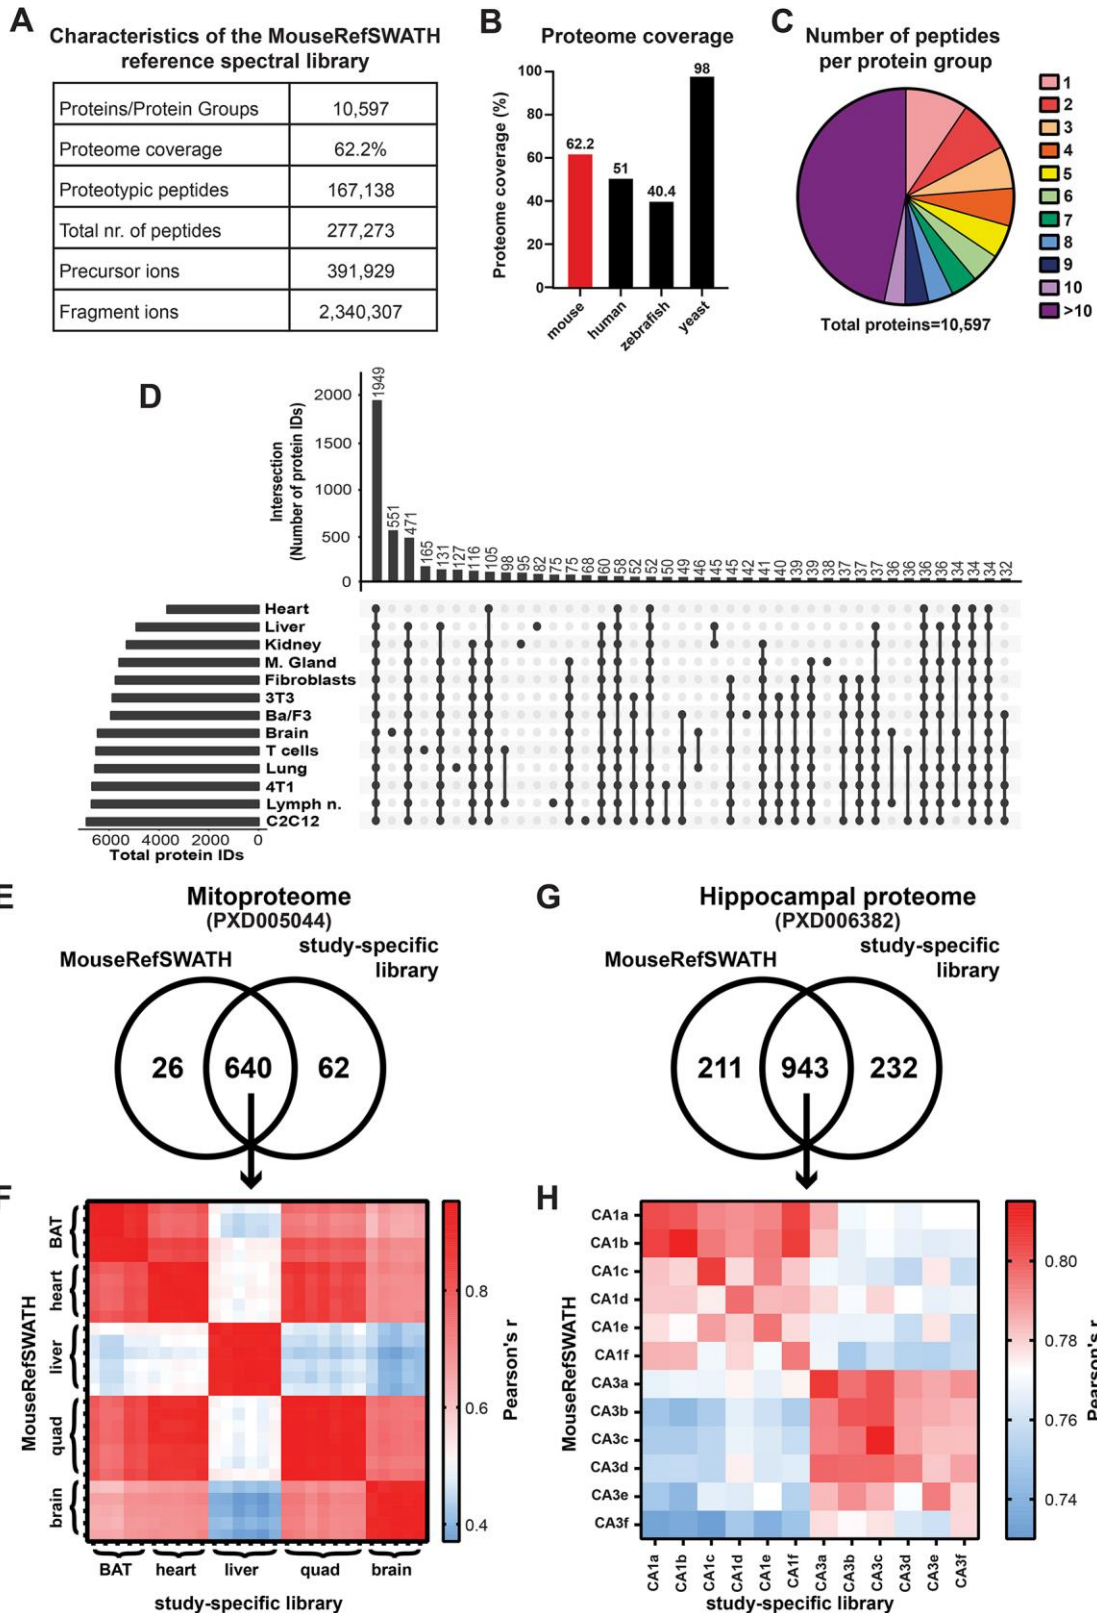 A
Characteristics of the MouseRefSWATH
reference spectral library
Proteins/Protein Groups 10,597
Proteome coverage 62.2%
Proteotypic peptides 167,138
Total nr. of peptides 277,273
Precursor ions 391,929
Fragment ions 2,340,307
B
Proteome coverage
Proteome coverage (%)
100
80
60
40
20
0
62.2
51
40.4
98
mouse
human
zebrafish
yeast
C
Number of peptides
per protein group
1
2
3
4
5
6
7
8
9
10
>10
Total proteins=10,597
D
Intersection
(Number of protein IDs)
2000
1500
1000
500
0
1949 551 471 165 131 127 116 105 98 95 82 75 75 68 60 58 52 52 50 49 46 45 45 42 41 40 39 39 38 37 37 37 36 36 36 36 34 34 34 32
Heart
Liver
Kidney
M. Gland
Fibroblasts
3T3
Ba/F3
Brain
T cells
Lung
4T1
Lymph n.
C2C12
6000 4000 2000 0
Total protein IDs
E
Mitoproteome
(PXD005044)
MouseRefSWATH
study-specific
library
26 640 62
G
Hippocampal proteome
(PXD006382)
MouseRefSWATH
study-specific
library
211 943 232
F
MouseRefSWATH
BAT
heart
liver
quad
brain
BAT heart liver quad brain
study-specific library
0.8
0.6
0.4
Pearson's r
H
MouseRefSWATH
CA1a
CA1b
CA1c
CA1d
CA1e
CA1f
CA3a
CA3b
CA3c
CA3d
CA3e
CA3f
CA1a CA1b CA1c CA1d CA1e CA1f CA3a CA3b CA3c CA3d CA3e CA3f
study-specific library
0.80
0.78
0.76
0.74
Pearson's r